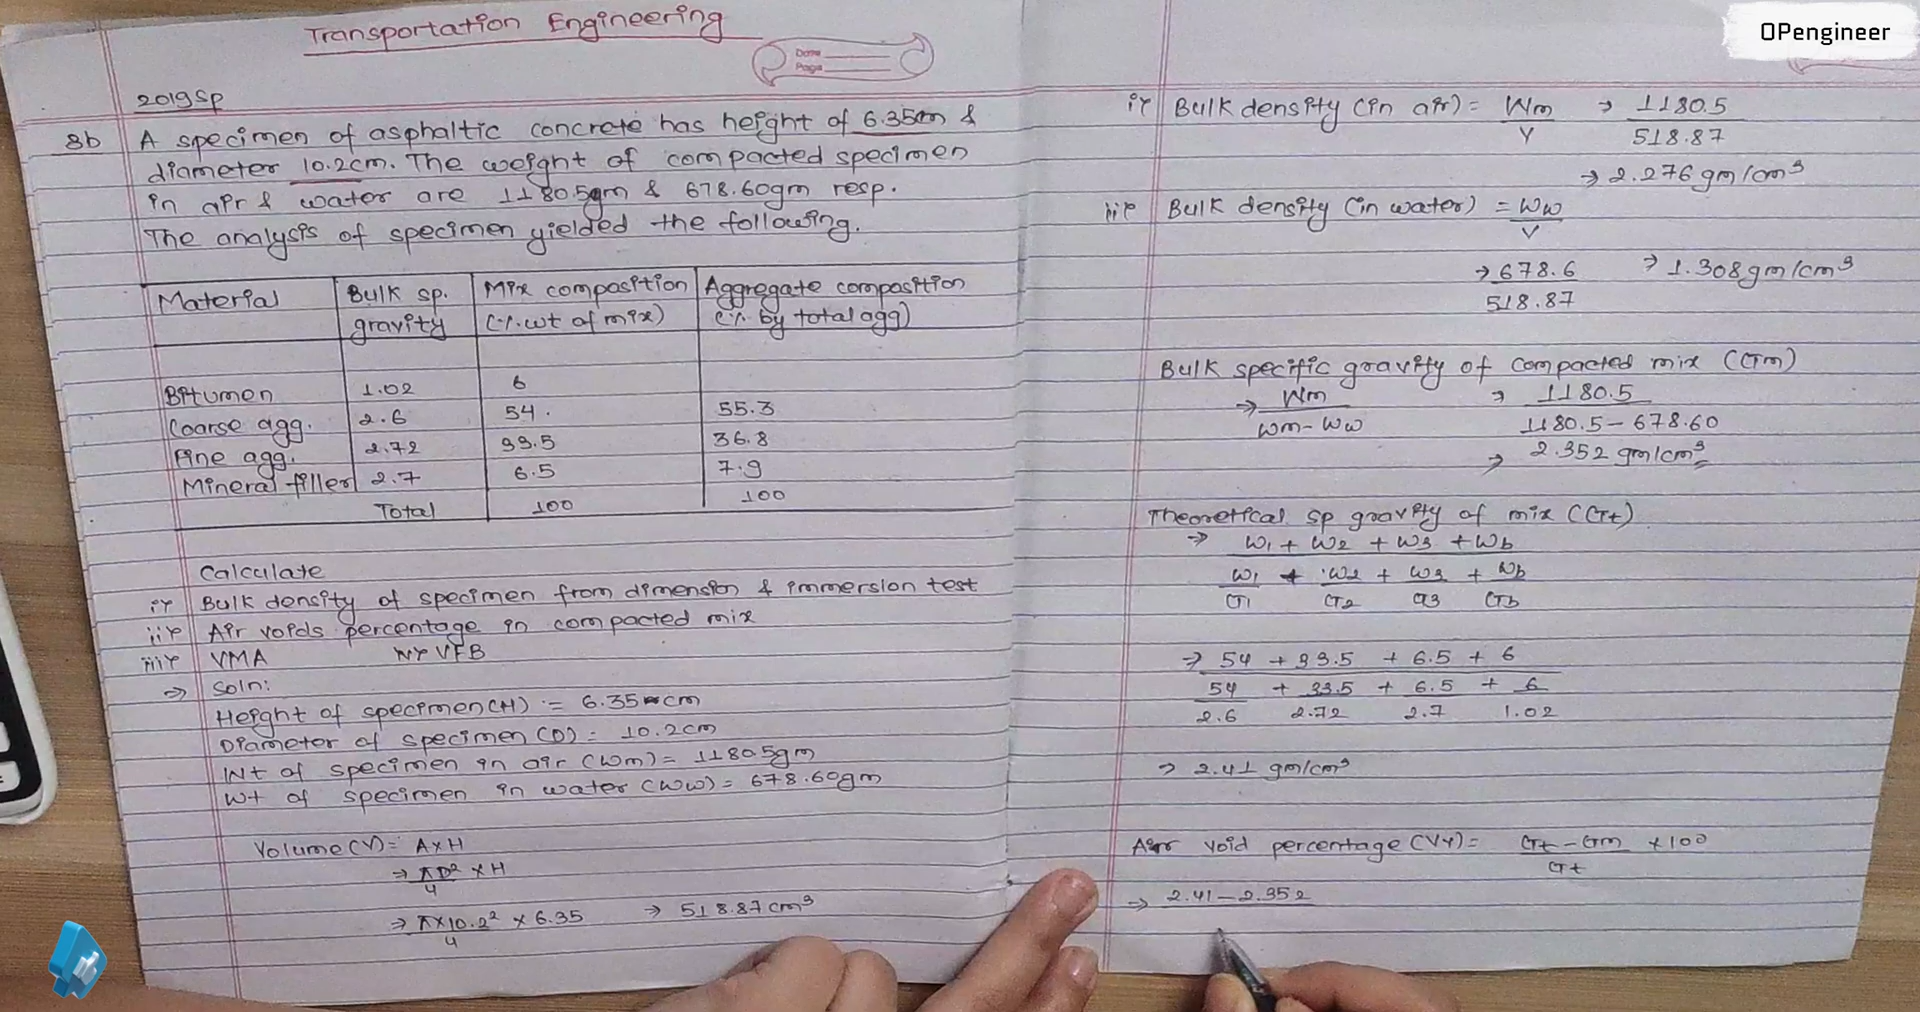 Transportation Engineering
OPengineer
Date
Page
2019sp
8b A specimen of asphaltic concrete has height of 6.35cm &
diameter 10.2cm. The weight of compacted specimen
in air & water are 1180.5gm & 678.60gm resp.
The analysis of specimen yielded the following.
Material Bulk sp. gravity Mix composition (%.wt of mix) Aggregate composition (% by total agg)
Bitumen 1.02 6
Coarse agg. 2.6 54. 55.3
Fine agg. 2.72 33.5 36.8
Mineral filler 2.7 6.5 7.9
Total 100 100
Calculate
i> Bulk density of specimen from dimension & immersion test
ii> Air voids percentage in compacted mix
iii> VMA iv> VFB
→ Soln:
Height of specimen (H) = 6.35 cm
Diameter of specimen (D) = 10.2cm
Wt of specimen in air (Wm) = 1180.5gm
Wt of specimen in water (Ww) = 678.60gm
Volume (V) = A×H
→ πD² × H
4
→ π×10.2² × 6.35 → 518.87cm³
4
i> Bulk density (in air) = Wm → 1180.5
V 518.87
→ 2.276gm/cm³
ii> Bulk density (in water) = Ww
V
→ 678.6 → 1.308gm/cm³
518.87
Bulk specific gravity of compacted mix (Gm)
→ Wm → 1180.5
Wm-Ww 1180.5-678.60
→ 2.352 gm/cm³
Theoretical sp gravity of mix (Gt)
→ W1 + W2 + W3 + Wb
W1 + W2 + W3 + Wb
G1 G2 G3 Gb
→ 54 + 33.5 + 6.5 + 6
54 + 33.5 + 6.5 + 6
2.6 2.72 2.7 1.02
→ 2.41 gm/cm³
Air void percentage (Vv) = Gt-Gm ×100
Gt
→ 2.41-2.352